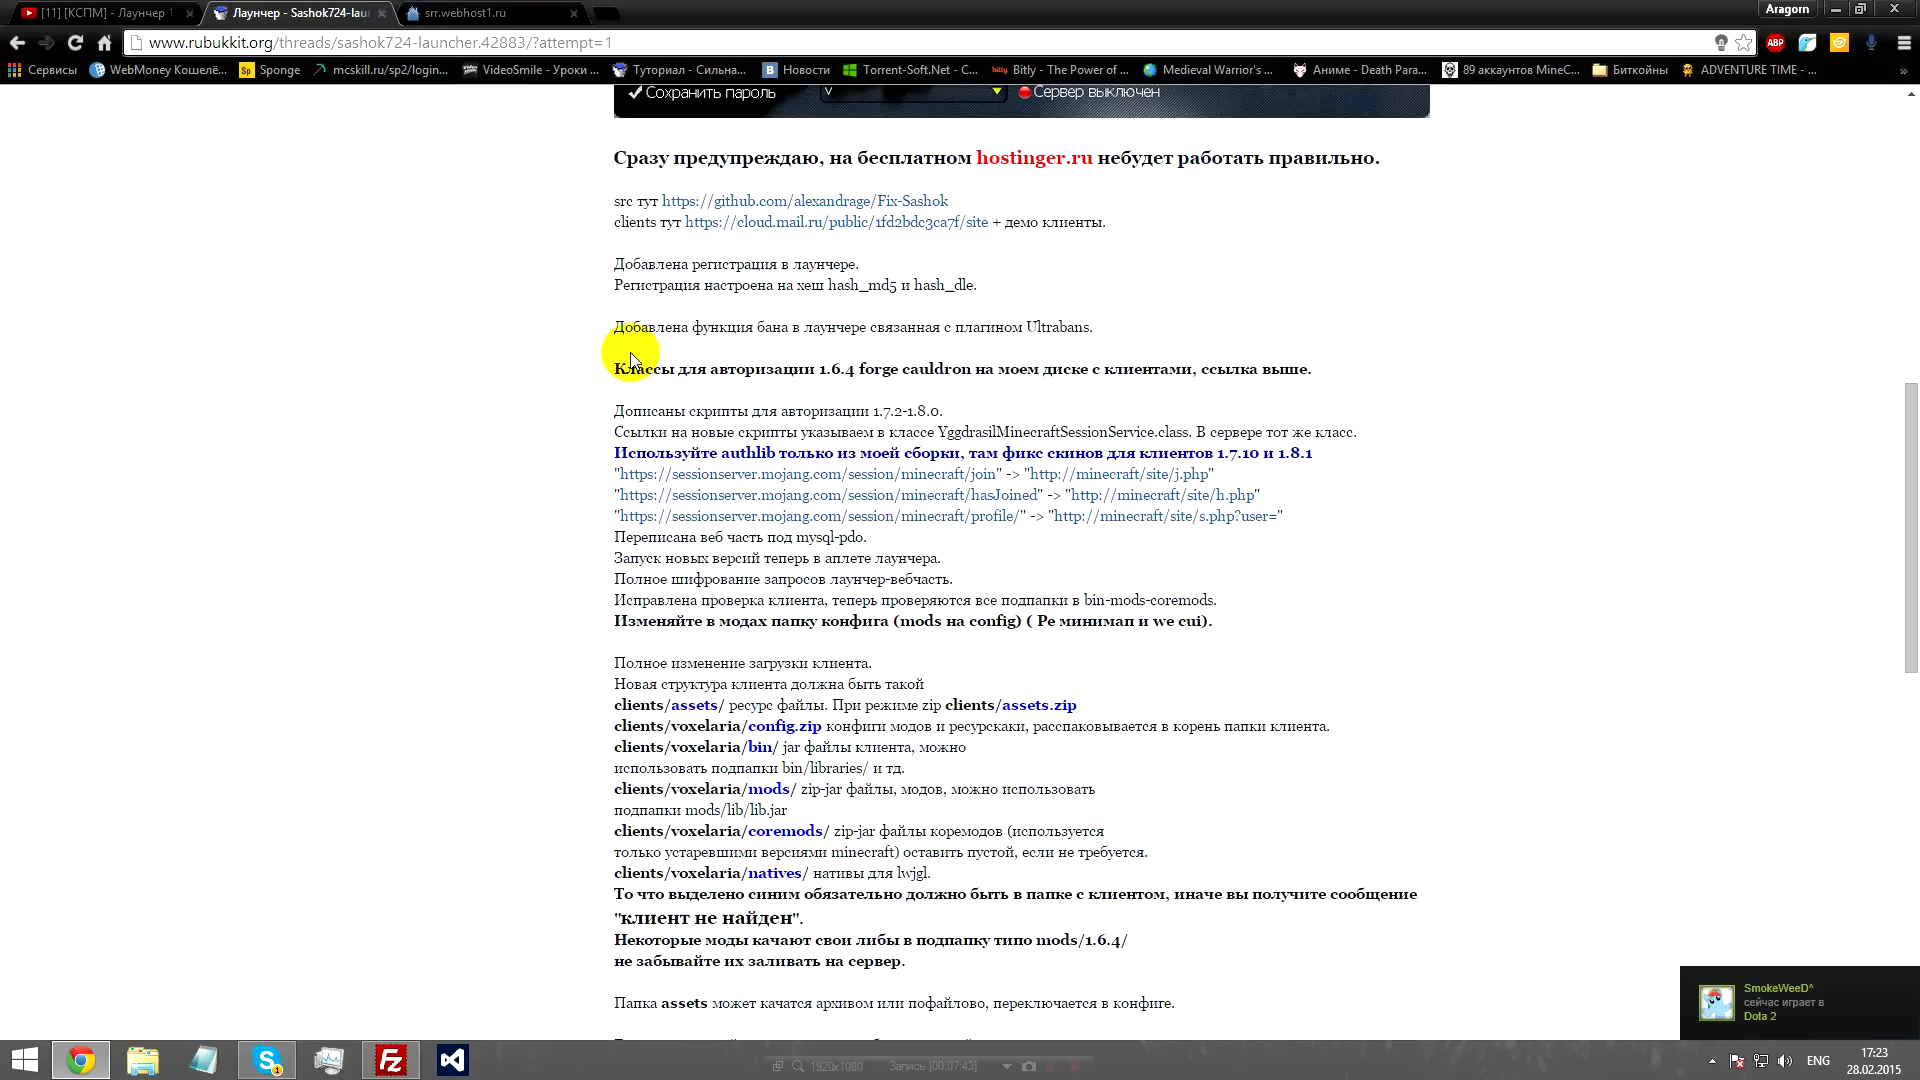 [11] [КСПМ] - Лаунчер 1
Лаунчер - Sashok724-lau
srr.webhost1.ru
Aragorn
www.rubukkit.org/threads/sashok724-launcher.42883/?attempt=1
ABP
Сервисы
WebMoney Кошелё...
Sp Sponge
mcskill.ru/sp2/login...
VideoSmile - Уроки ...
Туториал - Сильна...
B Новости
Torrent-Soft.Net - С...
bitly Bitly - The Power of ...
Medieval Warrior's ...
Аниме - Death Para...
89 аккаунтов MineC...
Биткойны
ADVENTURE TIME - ...
Сохранить пароль
V
Сервер выключен
Сразу предупреждаю, на бесплатном hostinger.ru небудет работать правильно.
src тут https://github.com/alexandrage/Fix-Sashok
clients тут https://cloud.mail.ru/public/1fd2bdc3ca7f/site + демо клиенты.
Добавлена регистрация в лаунчере.
Регистрация настроена на хеш hash_md5 и hash_dle.
Добавлена функция бана в лаунчере связанная с плагином Ultrabans.
Классы для авторизации 1.6.4 forge cauldron на моем диске с клиентами, ссылка выше.
Дописаны скрипты для авторизации 1.7.2-1.8.0.
Ссылки на новые скрипты указываем в классе YggdrasilMinecraftSessionService.class. В сервере тот же класс.
Используйте authlib только из моей сборки, там фикс скинов для клиентов 1.7.10 и 1.8.1
"https://sessionserver.mojang.com/session/minecraft/join" -> "http://minecraft/site/j.php"
"https://sessionserver.mojang.com/session/minecraft/hasJoined" -> "http://minecraft/site/h.php"
"https://sessionserver.mojang.com/session/minecraft/profile/" -> "http://minecraft/site/s.php?user="
Переписана веб часть под mysql-pdo.
Запуск новых версий теперь в аплете лаунчера.
Полное шифрование запросов лаунчер-вебчасть.
Исправлена проверка клиента, теперь проверяются все подпапки в bin-mods-coremods.
Изменяйте в модах папку конфига (mods на config) ( Ре минимап и we cui).
Полное изменение загрузки клиента.
Новая структура клиента должна быть такой
clients/assets/ ресурс файлы. При режиме zip clients/assets.zip
clients/voxelaria/config.zip конфиги модов и ресурскаки, расспаковывается в корень папки клиента.
clients/voxelaria/bin/ jar файлы клиента, можно
использовать подпапки bin/libraries/ и тд.
clients/voxelaria/mods/ zip-jar файлы, модов, можно использовать
подпапки mods/lib/lib.jar
clients/voxelaria/coremods/ zip-jar файлы коремодов (используется
только устаревшими версиями minecraft) оставить пустой, если не требуется.
clients/voxelaria/natives/ нативы для lwjgl.
То что выделено синим обязательно должно быть в папке с клиентом, иначе вы получите сообщение
"клиент не найден".
Некоторые моды качают свои либы в подпапку типо mods/1.6.4/
не забывайте их заливать на сервер.
Папка assets может качатся архивом или пофайлово, переключается в конфиге.
SmokeWeeD^
сейчас играет в
Dota 2
1920x1080
Запись [00:07:43]
ENG
17:23
28.02.2015